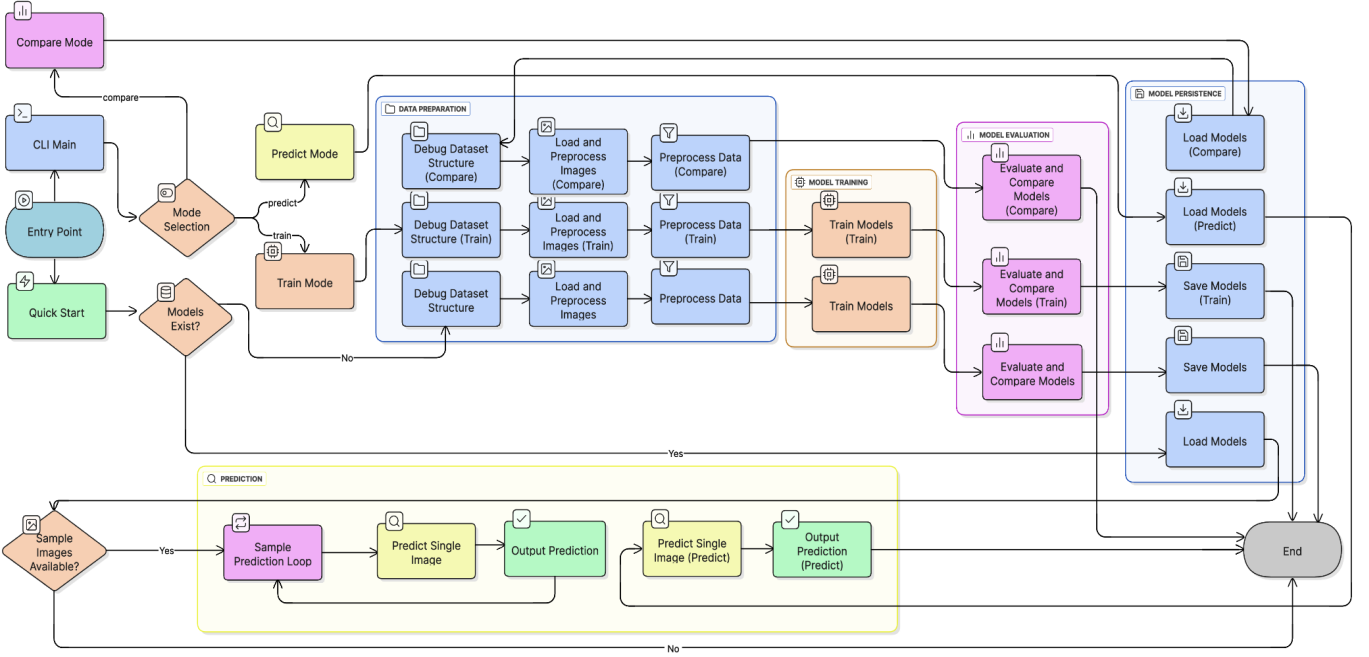 Compare Mode
compare
CLI Main
Entry Point
Quick Start
Mode
Selection
Models
Exist?
predict
train
Predict Mode
Train Mode
No
Yes
DATA PREPARATION
Debug Dataset
Structure
(Compare)
Load and
Preprocess
Images
(Compare)
Preprocess Data
(Compare)
Debug Dataset
Structure (Train)
Load and
Preprocess
Images (Train)
Preprocess Data
(Train)
Debug Dataset
Structure
Load and
Preprocess
Images
Preprocess Data
MODEL TRAINING
Train Models
(Train)
Train Models
MODEL EVALUATION
Evaluate and
Compare
Models
(Compare)
Evaluate and
Compare
Models (Train)
Evaluate and
Compare Models
MODEL PERSISTENCE
Load Models
(Compare)
Load Models
(Predict)
Save Models
(Train)
Save Models
Load Models
Sample
Images
Available?
Yes
No
PREDICTION
Sample
Prediction Loop
Predict Single
Image
Output Prediction
Predict Single
Image (Predict)
Output
Prediction
(Predict)
End